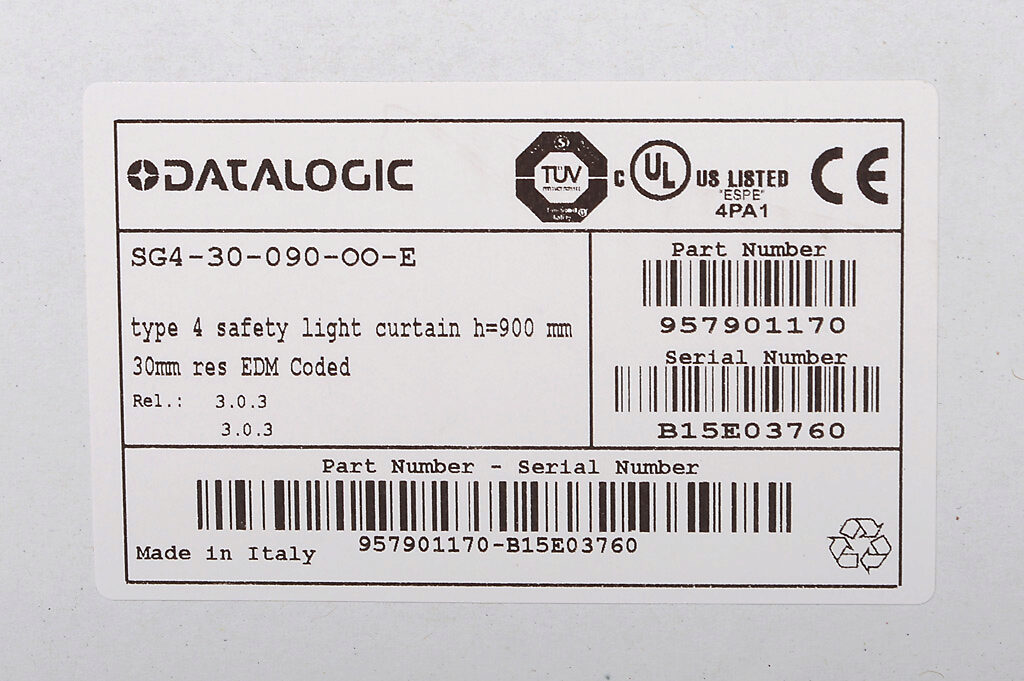 DATALOGIC
TÜV
C UL US LISTED
"ESPE"
4PA1
CE
SG4-30-090-OO-E
type 4 safety light curtain h=900 mm
30mm res EDM Coded
Rel.: 3.0.3
3.0.3
Part Number
957901170
Serial Number
B15E03760
Part Number - Serial Number
957901170-B15E03760
Made in Italy